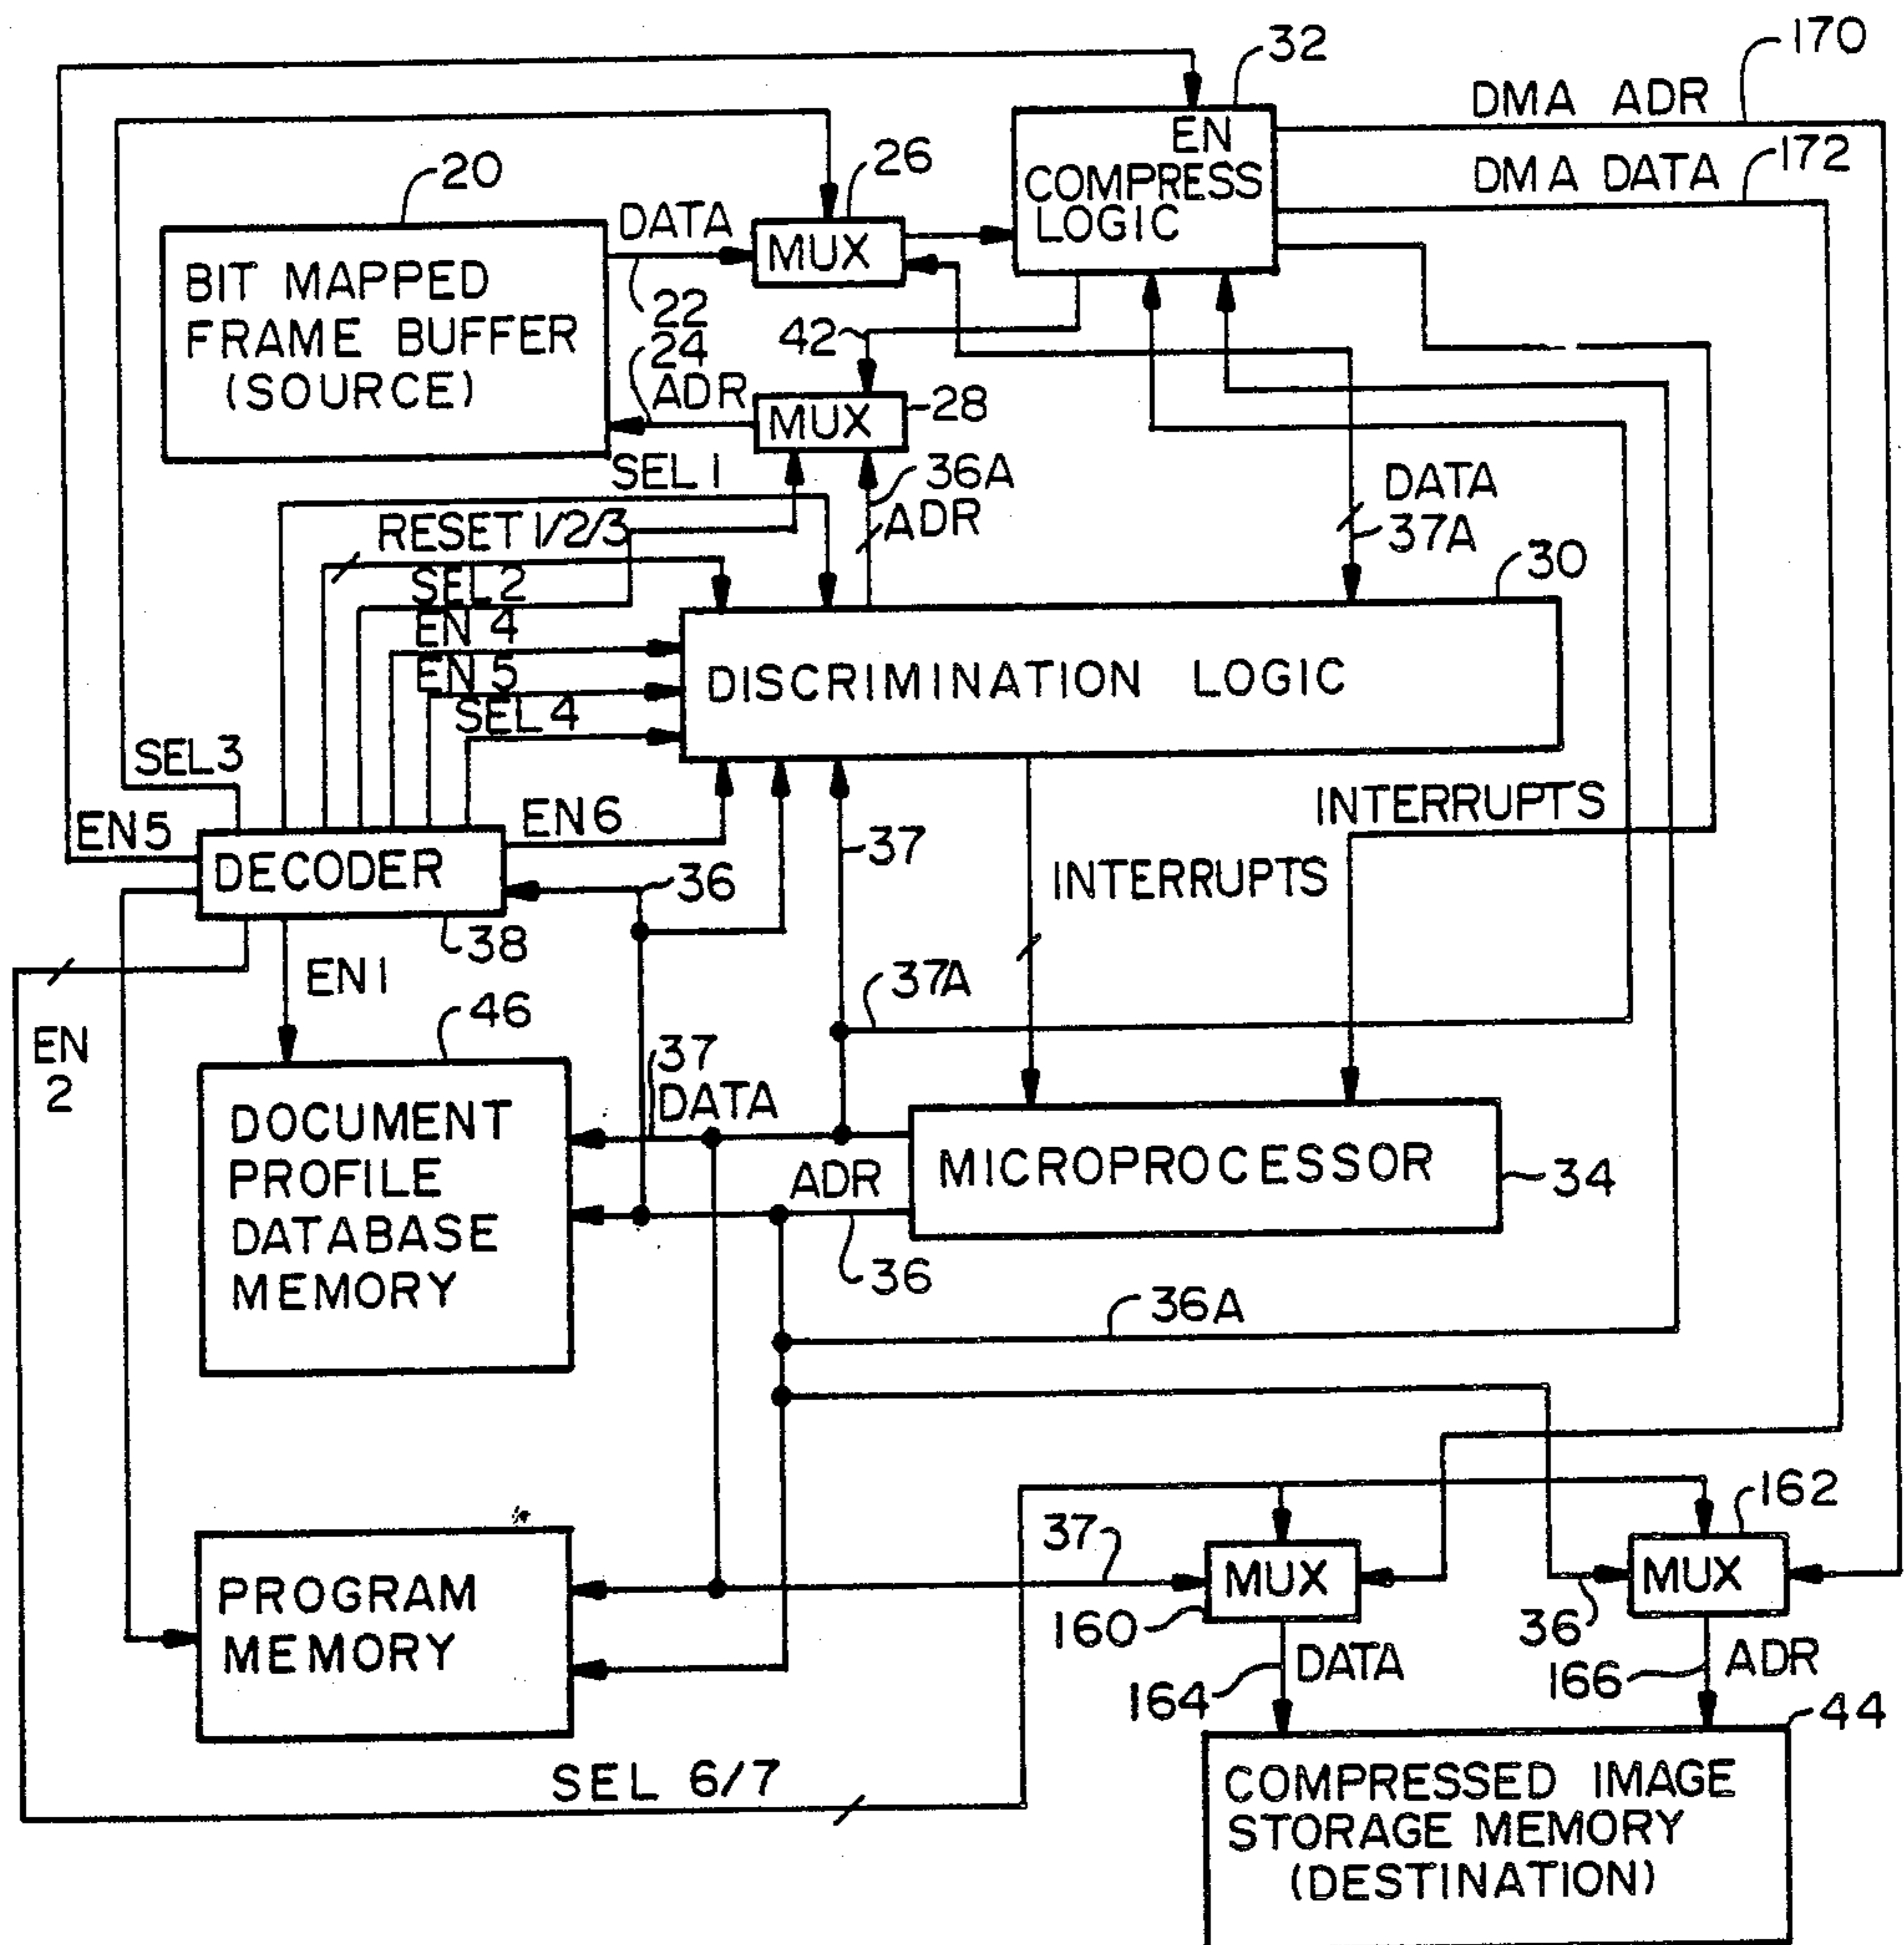 32
170
DMA ADR
EN
COMPRESS
LOGIC
172
DMA DATA
20
26
DATA
MUX
BIT MAPPED
FRAME BUFFER
(SOURCE)
22
24
ADR
42
MUX
28
SEL 1
36A
ADR
DATA
37A
RESET 1/2/3
SEL 2
EN 4
EN 5
SEL 4
30
DISCRIMINATION LOGIC
SEL3
EN5
EN6
DECODER
38
36
37
INTERRUPTS
INTERRUPTS
EN1
EN
2
46
37A
37
DATA
DOCUMENT
PROFILE
DATABASE
MEMORY
ADR
MICROPROCESSOR
34
36
36A
162
37
MUX
MUX
160
36
PROGRAM
MEMORY
164
DATA
166
ADR
44
SEL 6/7
COMPRESSED IMAGE
STORAGE MEMORY
(DESTINATION)